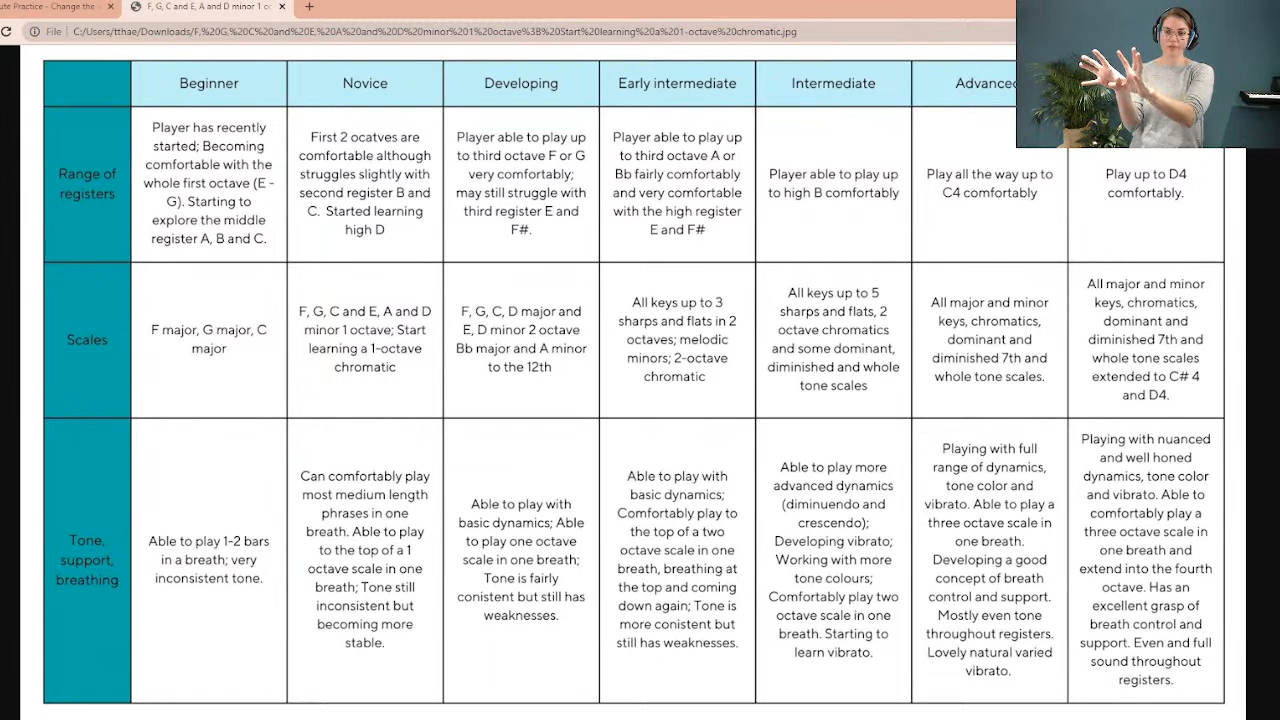 ute Practice - Change the w
F, G, C and E, A and D minor 1 oc
File
C:/Users/tthae/Downloads/F,%20G,%20C%20and%20E,%20A%20and%20D%20minor%201%20octave%3B%20Start%20learning%20a%201-octave%20chromatic.jpg
Beginner
Novice
Developing
Early intermediate
Intermediate
Advanced
Range of
registers
Player has recently
started; Becoming
comfortable with the
whole first octave (E -
G). Starting to
explore the middle
register A, B and C.
First 2 ocatves are
comfortable although
struggles slightly with
second register B and
C. Started learning
high D
Player able to play up
to third octave F or G
very comfortably;
may still struggle with
third register E and
F#.
Player able to play up
to third octave A or
Bb fairly comfortably
and very comfortable
with the high register
E and F#
Player able to play up
to high B comfortably
Play all the way up to
C4 comfortably
Play up to D4
comfortably.
Scales
F major, G major, C
major
F, G, C and E, A and D
minor 1 octave; Start
learning a 1-octave
chromatic
F, G, C, D major and
E, D minor 2 octave
Bb major and A minor
to the 12th
All keys up to 3
sharps and flats in 2
octaves; melodic
minors; 2-octave
chromatic
All keys up to 5
sharps and flats, 2
octave chromatics
and some dominant,
diminished and whole
tone scales
All major and minor
keys, chromatics,
dominant and
diminished 7th and
whole tone scales.
All major and minor
keys, chromatics,
dominant and
diminished 7th and
whole tone scales
extended to C# 4
and D4.
Tone,
support,
breathing
Able to play 1-2 bars
in a breath; very
inconsistent tone.
Can comfortably play
most medium length
phrases in one
breath. Able to play
to the top of a 1
octave scale in one
breath; Tone still
inconsistent but
becoming more
stable.
Able to play with
basic dynamics; Able
to play one octave
scale in one breath;
Tone is fairly
conistent but still has
weaknesses.
Able to play with
basic dynamics;
Comfortably play to
the top of a two
octave scale in one
breath, breathing at
the top and coming
down again; Tone is
more conistent but
still has weaknesses.
Able to play more
advanced dynamics
(diminuendo and
crescendo);
Developing vibrato;
Working with more
tone colours;
Comfortably play two
octave scale in one
breath. Starting to
learn vibrato.
Playing with full
range of dynamics,
tone color and
vibrato. Able to play a
three octave scale in
one breath.
Developing a good
concept of breath
control and support.
Mostly even tone
throughout registers.
Lovely natural varied
vibrato.
Playing with nuanced
and well honed
dynamics, tone color
and vibrato. Able to
comfortably play a
three octave scale in
one breath and
extend into the fourth
octave. Has an
excellent grasp of
breath control and
support. Even and full
sound throughout
registers.